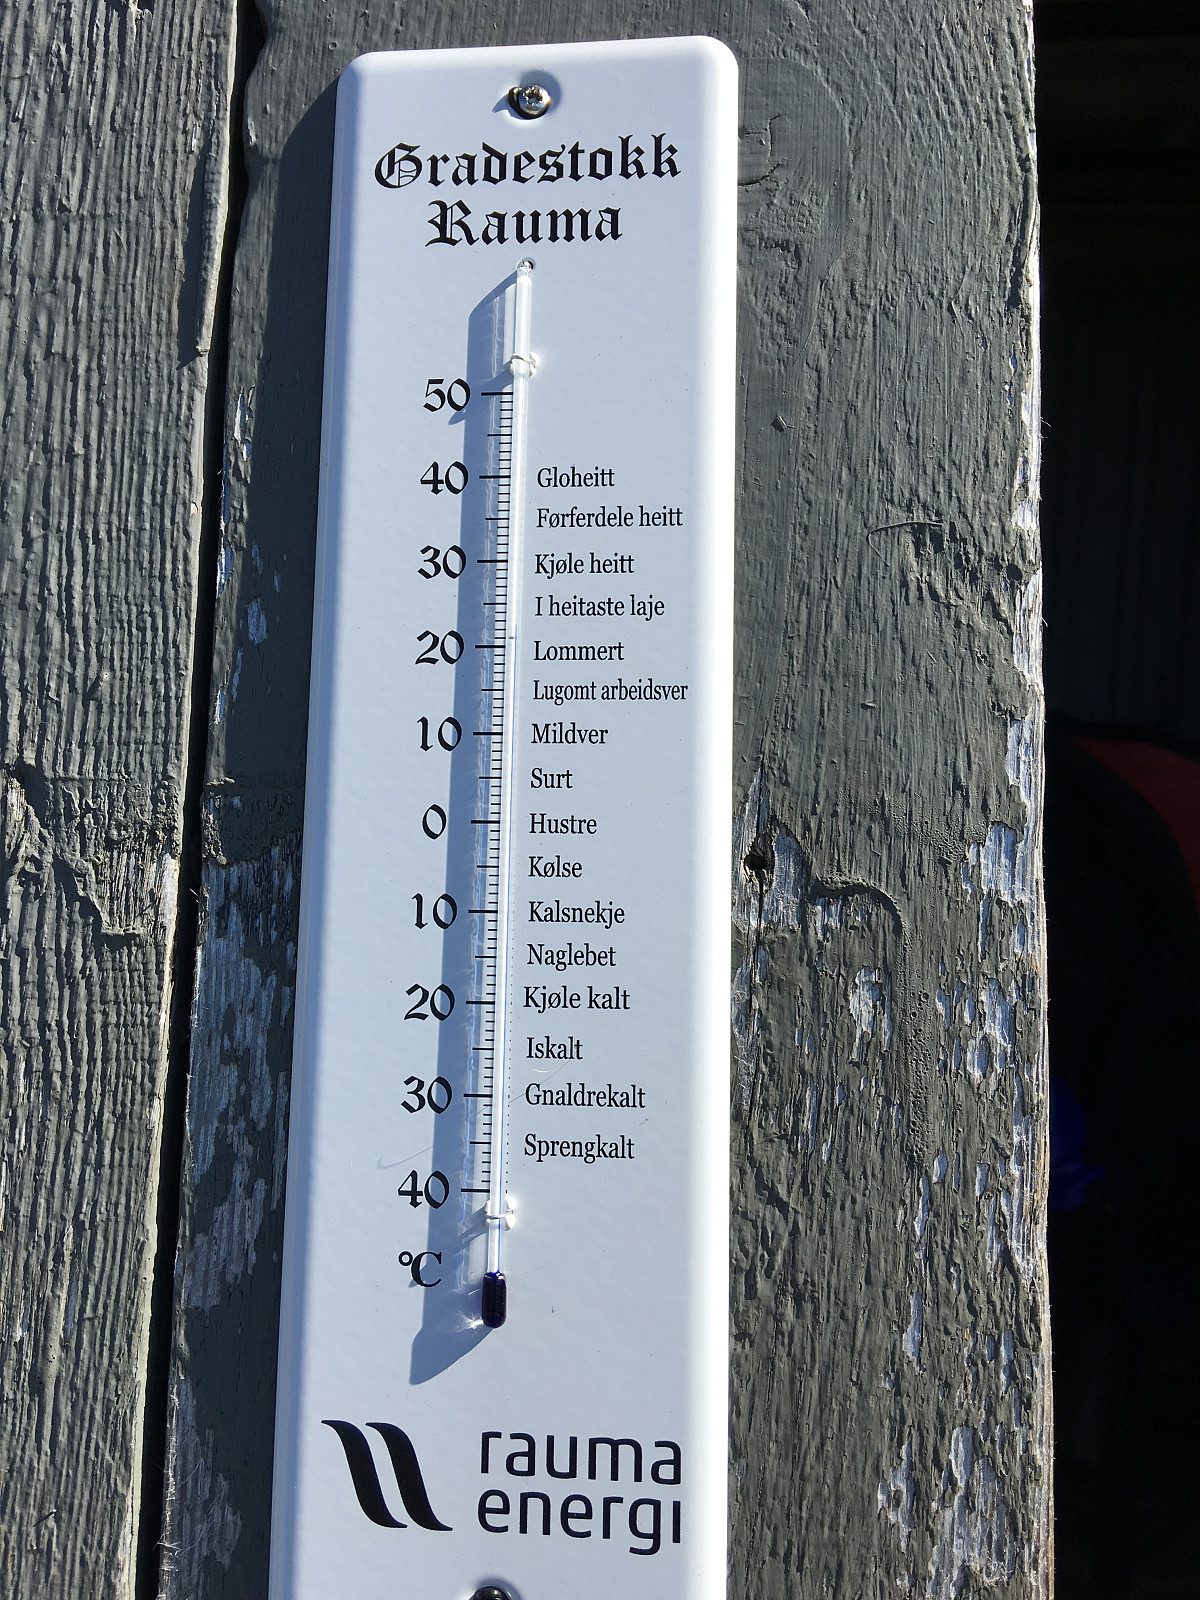 Gradestokk
Rauma
50
40 Gloheitt
Førferdele heitt
30 Kjøle heitt
I heitaste laje
20 Lommert
Lugomt arbeidsver
10 Mildver
Surt
0 Hustre
Kølse
10 Kalsnekje
Naglebet
20 Kjøle kalt
Iskalt
30 Gnaldrekalt
Sprengkalt
40
°C
rauma
energi